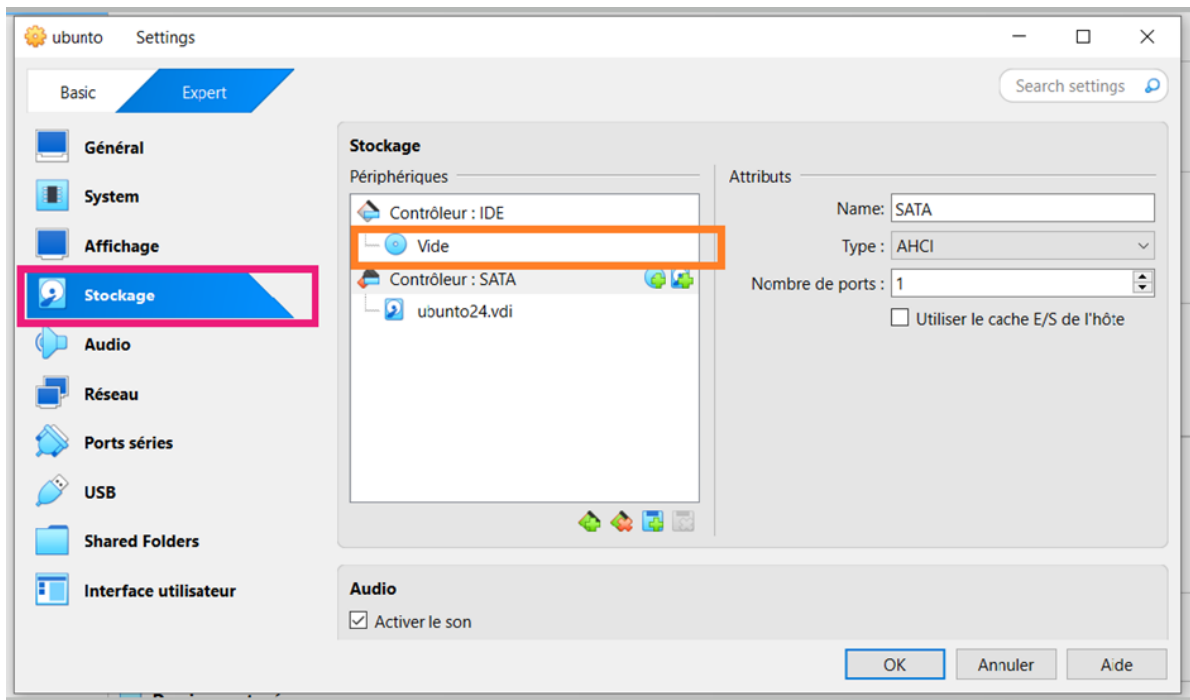 ubunto Settings
Basic Expert Search settings
Général
System
Affichage
Stockage
Audio
Réseau
Ports séries
USB
Shared Folders
Interface utilisateur
Stockage
Périphériques
Contrôleur : IDE
Vide
Contrôleur : SATA
ubunto24.vdi
Attributs
Name: SATA
Type : AHCI
Nombre de ports : 1
Utiliser le cache E/S de l'hôte
Audio
Activer le son
OK Annuler Aide